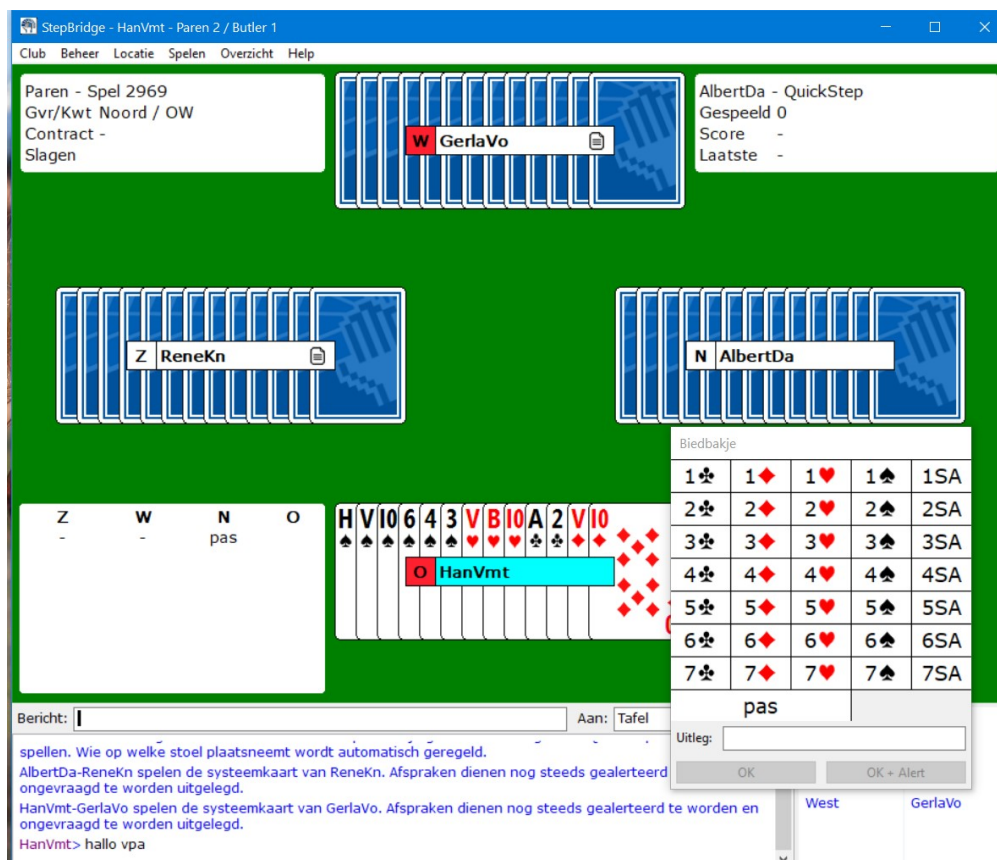 StepBridge - HanVmt - Paren 2 / Butler 1
Club Beheer Locatie Spelen Overzicht Help
Paren - Spel 2969
Gvr/Kwt Noord / OW
Contract -
Slagen
W GerlaVo
AlbertDa - QuickStep
Gespeeld 0
Score -
Laatste -
Z ReneKn
N AlbertDa
Biedbakje
1♣ 1♦ 1♥ 1♠ 1SA
2♣ 2♦ 2♥ 2♠ 2SA
3♣ 3♦ 3♥ 3♠ 3SA
4♣ 4♦ 4♥ 4♠ 4SA
5♣ 5♦ 5♥ 5♠ 5SA
6♣ 6♦ 6♥ 6♠ 6SA
7♣ 7♦ 7♥ 7♠ 7SA
pas
Uitleg:
OK OK + Alert
Z W N O
- - pas
H V 10 6 4 3 V B 10 A 2 V 10
♠ ♠ ♠ ♠ ♠ ♠ ♥ ♥ ♥ ♣ ♣ ♦ ♦
O HanVmt
Bericht: Aan: Tafel
spellen. Wie op welke stoel plaatsneemt wordt automatisch geregeld.
AlbertDa-ReneKn spelen de systeemkaart van ReneKn. Afspraken dienen nog steeds gealerteerd
ongevraagd te worden uitgelegd.
HanVmt-GerlaVo spelen de systeemkaart van GerlaVo. Afspraken dienen nog steeds gealerteerd te worden en
ongevraagd te worden uitgelegd.
HanVmt> hallo vpa
West GerlaVo